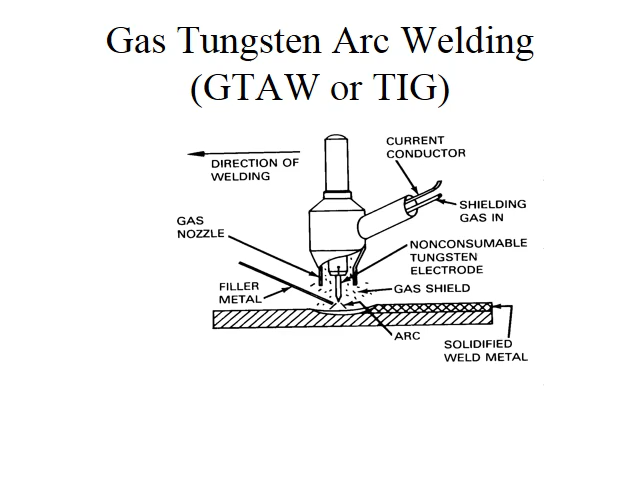 Gas Tungsten Arc Welding
(GTAW or TIG)
CURRENT
CONDUCTOR
DIRECTION OF
WELDING
SHIELDING
GAS IN
GAS
NOZZLE
NONCONSUMABLE
TUNGSTEN
ELECTRODE
FILLER
METAL
GAS SHIELD
ARC
SOLIDIFIED
WELD METAL